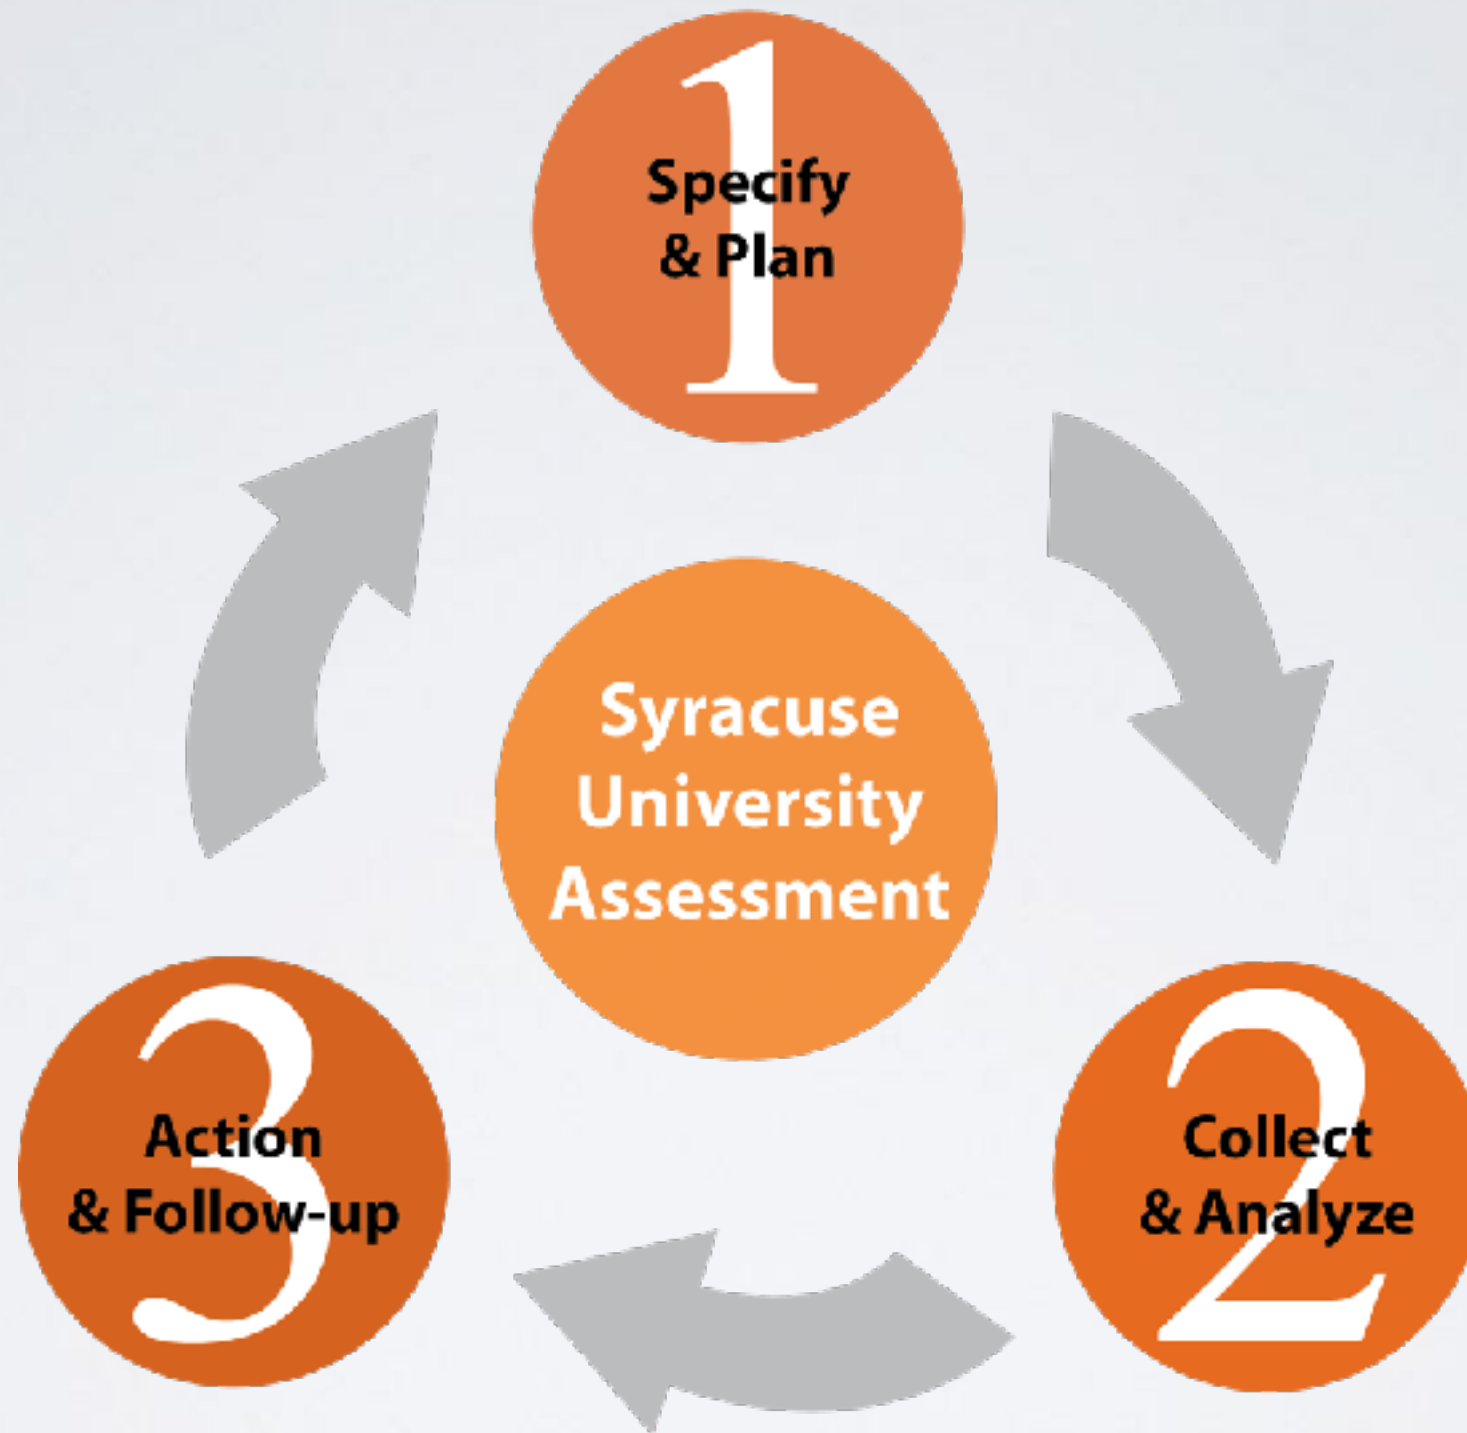 1
Specify
& Plan
Syracuse
University
Assessment
3
Action
& Follow-up
2
Collect
& Analyze